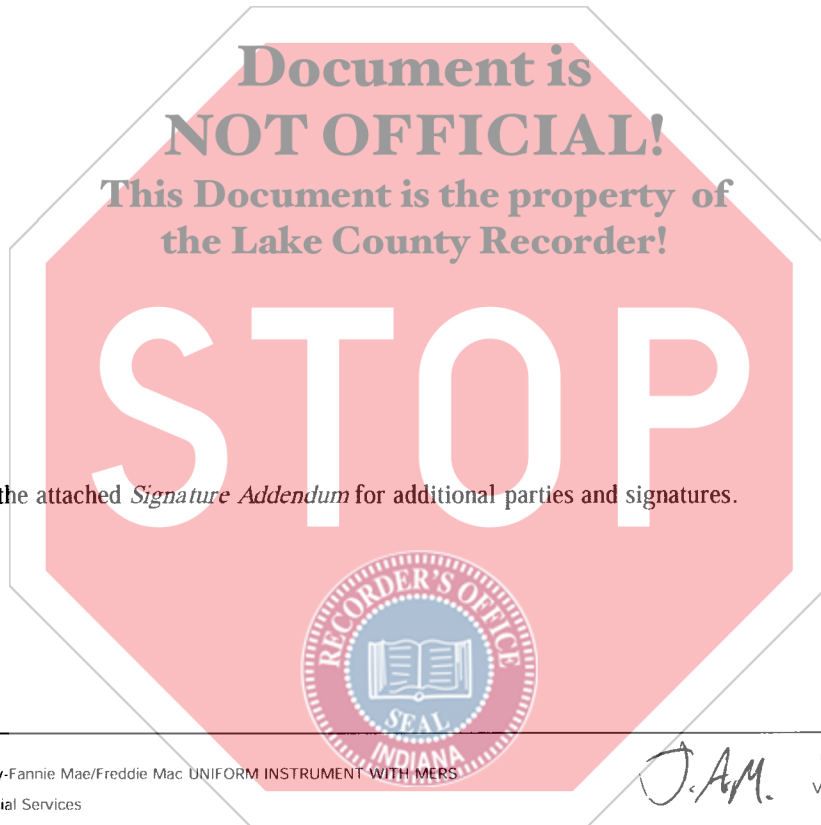 Document is
NOT OFFICIAL!
This Document is the property of
the Lake County Recorder!
STOP
the attached Signature Addendum for additional parties and signatures.
RECORDER'S OFFICE
SEAL
INDIANA
-Fannie Mae/Freddie Mac UNIFORM INSTRUMENT WITH MERS
J.A.M.
Services